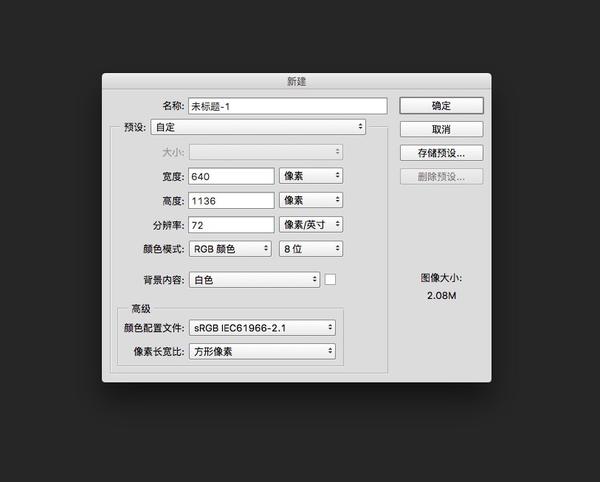 新建
名称: 未标题-1
确定
预设: 自定
取消
大小:
存储预设...
宽度: 640 像素
删除预设...
高度: 1136 像素
分辨率: 72 像素/英寸
颜色模式: RGB 颜色 8 位
背景内容: 白色
图像大小:
2.08M
高级
颜色配置文件: sRGB IEC61966-2.1
像素长宽比: 方形像素